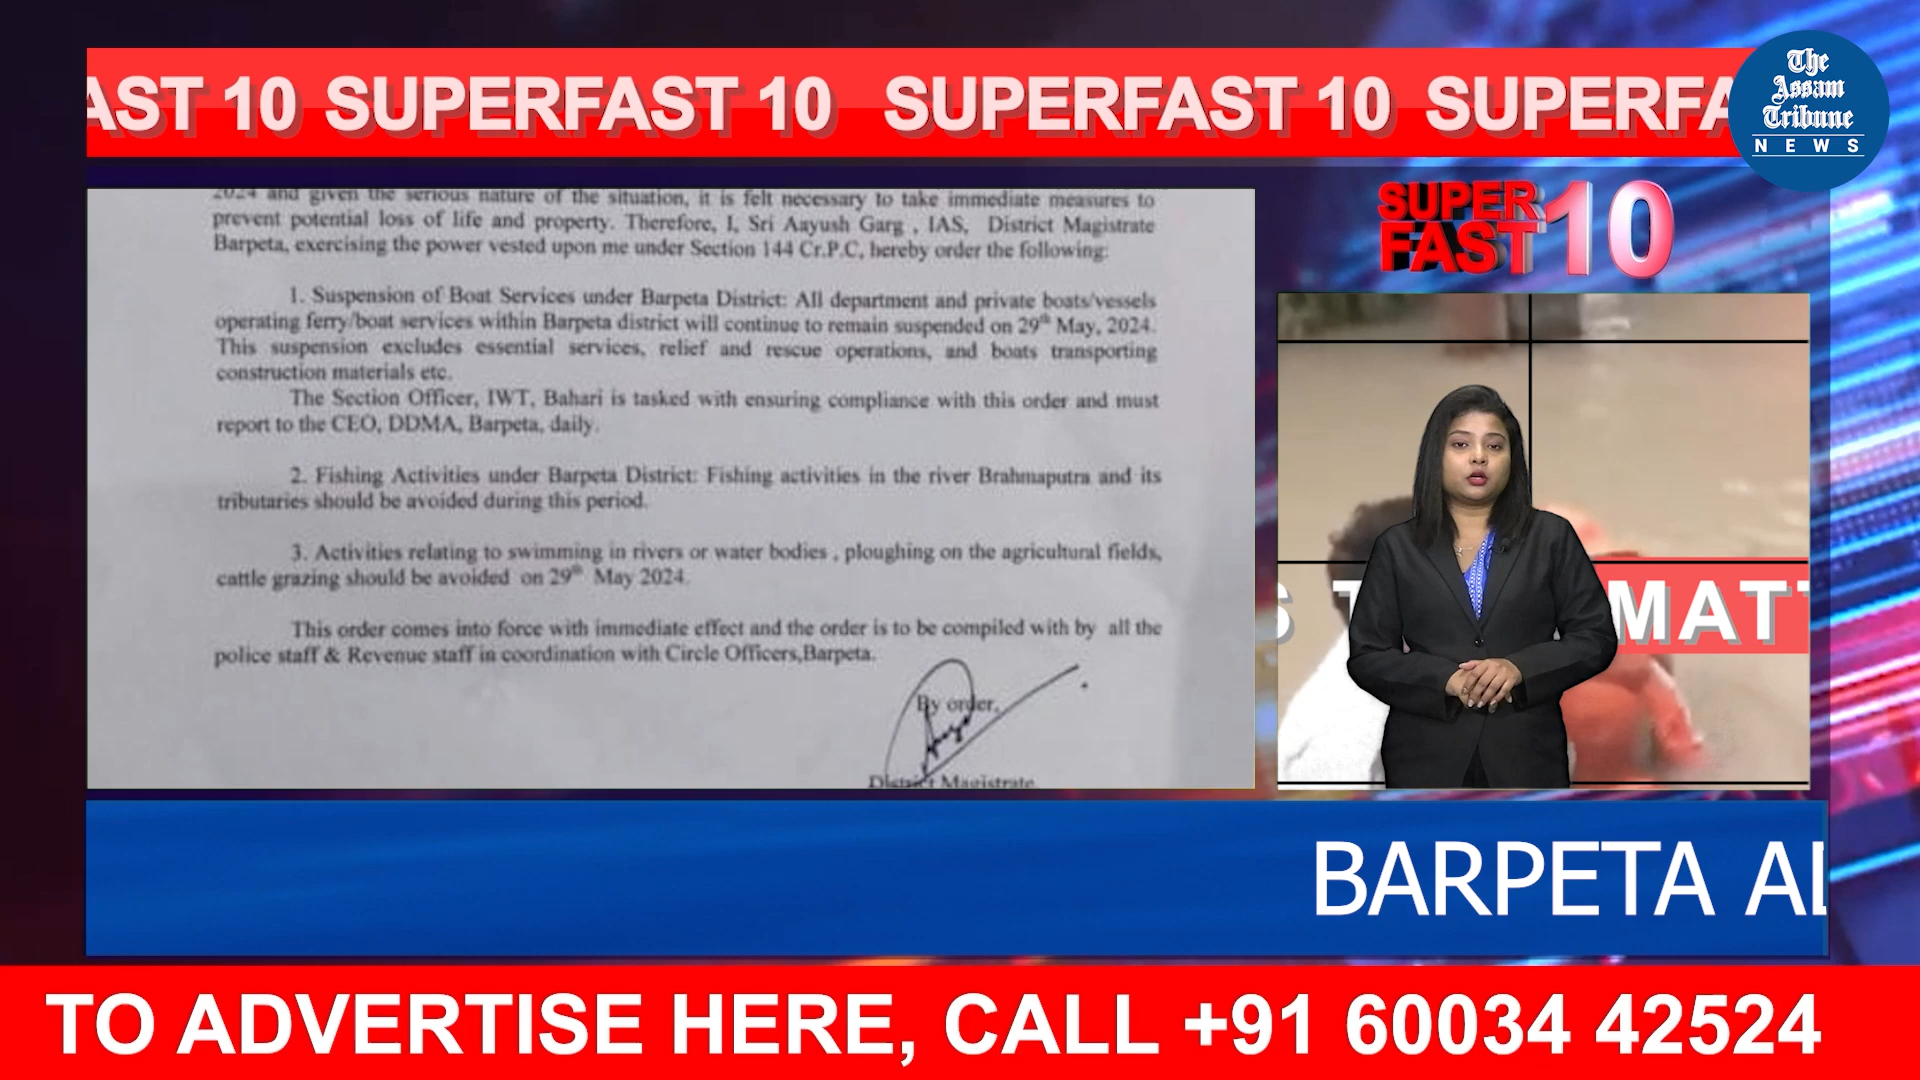 AST 10 SUPERFAST 10 SUPERFAST 10 SUPERFA
The
Assam
Tribune
NEWS
SUPER
FAST 10
2024 and given the serious nature of the situation, it is felt necessary to take immediate measures to
prevent potential loss of life and property. Therefore, I, Sri Aayush Garg , IAS, District Magistrate
Barpeta, exercising the power vested upon me under Section 144 Cr.P.C, hereby order the following:
1. Suspension of Boat Services under Barpeta District: All department and private boats/vessels
operating ferry/boat services within Barpeta district will continue to remain suspended on 29th May, 2024.
This suspension excludes essential services, relief and rescue operations, and boats transporting
construction materials etc.
The Section Officer, IWT, Bahari is tasked with ensuring compliance with this order and must
report to the CEO, DDMA, Barpeta, daily.
2. Fishing Activities under Barpeta District: Fishing activities in the river Brahmaputra and its
tributaries should be avoided during this period.
3. Activities relating to swimming in rivers or water bodies , ploughing on the agricultural fields,
cattle grazing should be avoided on 29th May 2024.
This order comes into force with immediate effect and the order is to be compiled with by all the
police staff & Revenue staff in coordination with Circle Officers,Barpeta.
By order,
District Magistrate
S T MATT
BARPETA A
TO ADVERTISE HERE, CALL +91 60034 42524